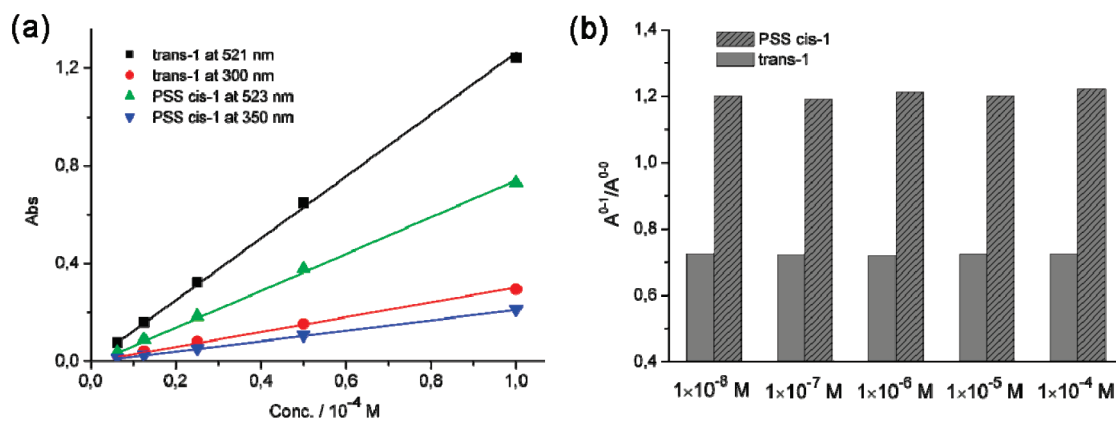 (a)
trans-1 at 521 nm
trans-1 at 300 nm
PSS cis-1 at 523 nm
PSS cis-1 at 350 nm
1,2
0,8
0,4
0,0
Abs
0,0 0,2 0,4 0,6 0,8 1,0
Conc. / 10⁻⁴ M
(b)
PSS cis-1
trans-1
1,4
1,2
1,0
0,8
0,6
0,4
A⁰⁻¹/A⁰⁻⁰
1×10⁻⁸ M 1×10⁻⁷ M 1×10⁻⁶ M 1×10⁻⁵ M 1×10⁻⁴ M